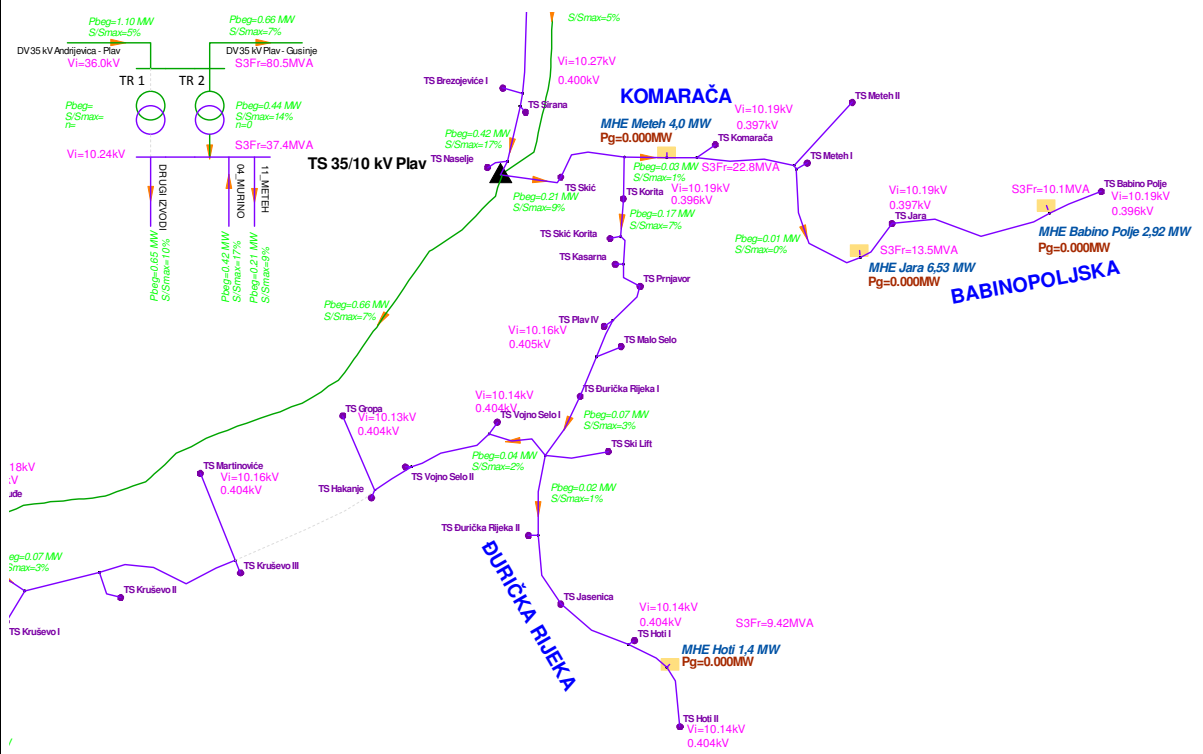 Pbeg=1.10 MW
S/Smax=5%
Pbeg=0.66 MW
S/Smax=7%
DV 35 kV Andrijevica - Plav
DV 35 kV Plav - Gusinje
Vi=36.0kV
S3Fr=80.5MVA
TR 1
TR 2
Pbeg=
S/Smax=
n=
Pbeg=0.44 MW
S/Smax=14%
n=0
S3Fr=37.4MVA
Vi=10.24kV
DRUGI IZVODI
04_MURINO
11_METEH
Pbeg=0.65 MW
S/Smax=10%
Pbeg=0.42 MW
S/Smax=17%
Pbeg=0.21 MW
S/Smax=9%
S/Smax=5%
Vi=10.27kV
0.400kV
TS Brezojeviće I
TS Sirana
Pbeg=0.42 MW
S/Smax=17%
TS Naselje
TS 35/10 kV Plav
TS Skić
Pbeg=0.21 MW
S/Smax=9%
KOMARAČA
MHE Meteh 4,0 MW
Pg=0.000MW
Vi=10.19kV
0.397kV
TS Komarača
TS Meteh II
TS Meteh I
Pbeg=0.03 MW
S/Smax=1%
S3Fr=22.8MVA
Vi=10.19kV
0.396kV
TS Korita
Pbeg=0.17 MW
S/Smax=7%
TS Skić Korita
TS Kasarna
TS Prnjavor
Pbeg=0.01 MW
S/Smax=0%
Vi=10.19kV
0.397kV
TS Jara
S3Fr=13.5MVA
MHE Jara 6,53 MW
Pg=0.000MW
S3Fr=10.1MVA
TS Babino Polje
Vi=10.19kV
0.396kV
MHE Babino Polje 2,92 MW
Pg=0.000MW
BABINOPOLJSKA
Pbeg=0.66 MW
S/Smax=7%
TS Plav IV
Vi=10.16kV
0.405kV
TS Malo Selo
TS Đurička Rijeka I
Vi=10.14kV
0.404kV
TS Vojno Selo I
Pbeg=0.07 MW
S/Smax=3%
TS Gropa
Vi=10.13kV
0.404kV
TS Ski Lift
Pbeg=0.04 MW
S/Smax=2%
TS Vojno Selo II
TS Hakanje
Pbeg=0.02 MW
S/Smax=1%
18kV
V
uđe
TS Martinoviće
Vi=10.16kV
0.404kV
TS Đurička Rijeka II
ĐURIČKA RIJEKA
eg=0.07 MW
Smax=3%
TS Kruševo III
TS Kruševo II
TS Kruševo I
TS Jasenica
Vi=10.14kV
0.404kV
TS Hoti I
S3Fr=9.42MVA
MHE Hoti 1,4 MW
Pg=0.000MW
TS Hoti II
Vi=10.14kV
0.404kV